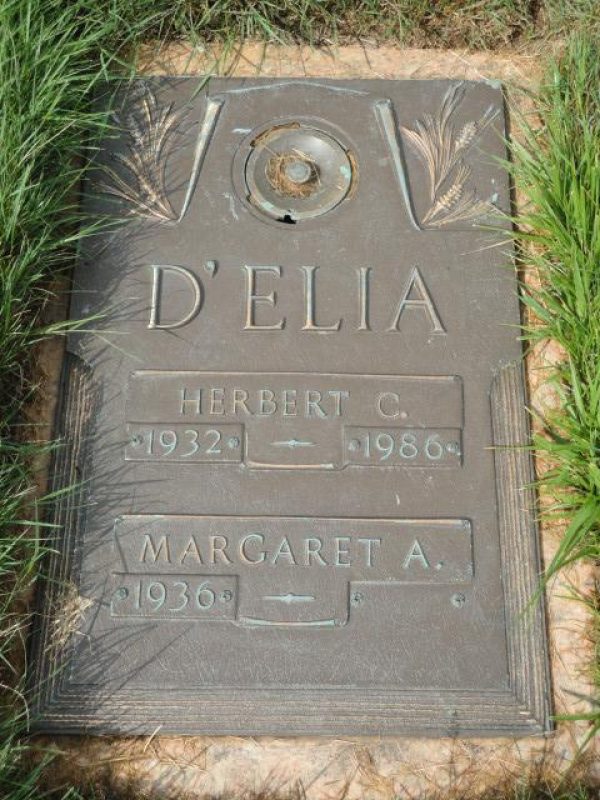 D'ELIA
HERBERT C.
1932 1986
MARGARET A.
1936